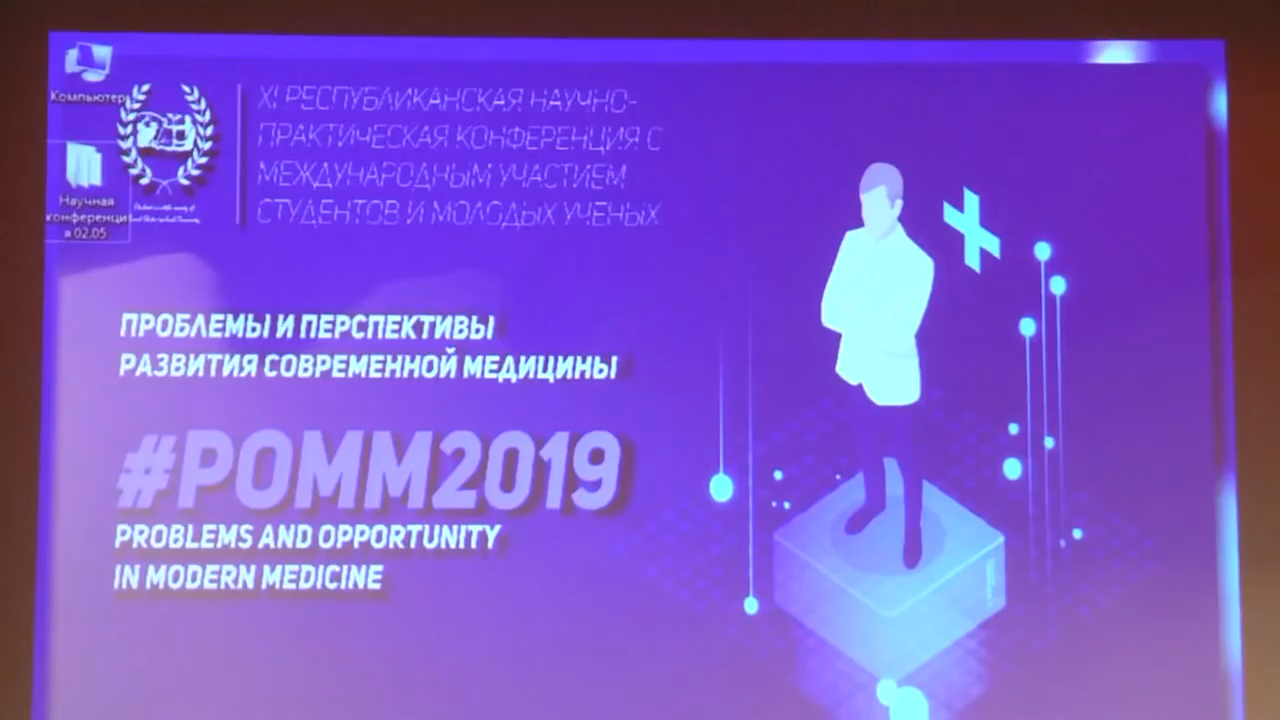 Компьютер
Научная
конференци
я 02.05
XI РЕСПУБЛИКАНСКАЯ НАУЧНО-
ПРАКТИЧЕСКАЯ КОНФЕРЕНЦИЯ С
МЕЖДУНАРОДНЫМ УЧАСТИЕМ
СТУДЕНТОВ И МОЛОДЫХ УЧЕНЫХ
ПРОБЛЕМЫ И ПЕРСПЕКТИВЫ
РАЗВИТИЯ СОВРЕМЕННОЙ МЕДИЦИНЫ
#POMM2019
PROBLEMS AND OPPORTUNITY
IN MODERN MEDICINE